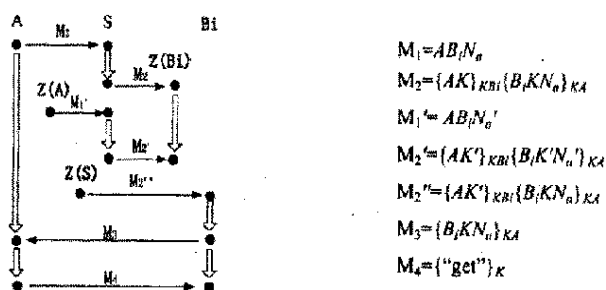 A S Bi
M₁
Z(Bi)
M₂
Z(A)
M₁'
M₂'
Z(S)
M₂''
M₃
M₄
M₁=ABᵢNₐ
M₂={AK}KBi{BᵢKNₐ}KA
M₁'=ABᵢNₐ'
M₂'={AK'}KBi{BᵢK'Nₐ'}KA
M₂''={AK'}KBi{BᵢKNₐ}KA
M₃={BᵢKNₐ}KA
M₄={"get"}K